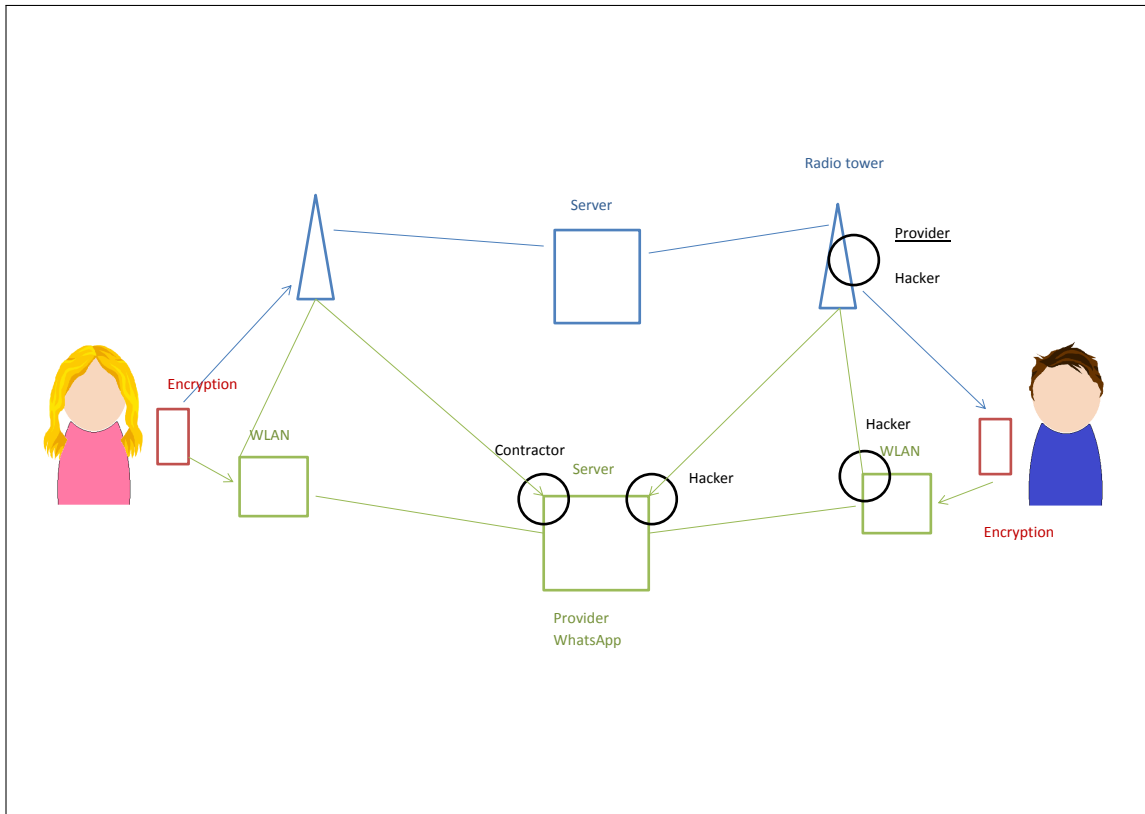 Radio tower
Server
Provider
Hacker
Encryption
WLAN
Contractor
Server
Hacker
Hacker
WLAN
Encryption
Provider
WhatsApp